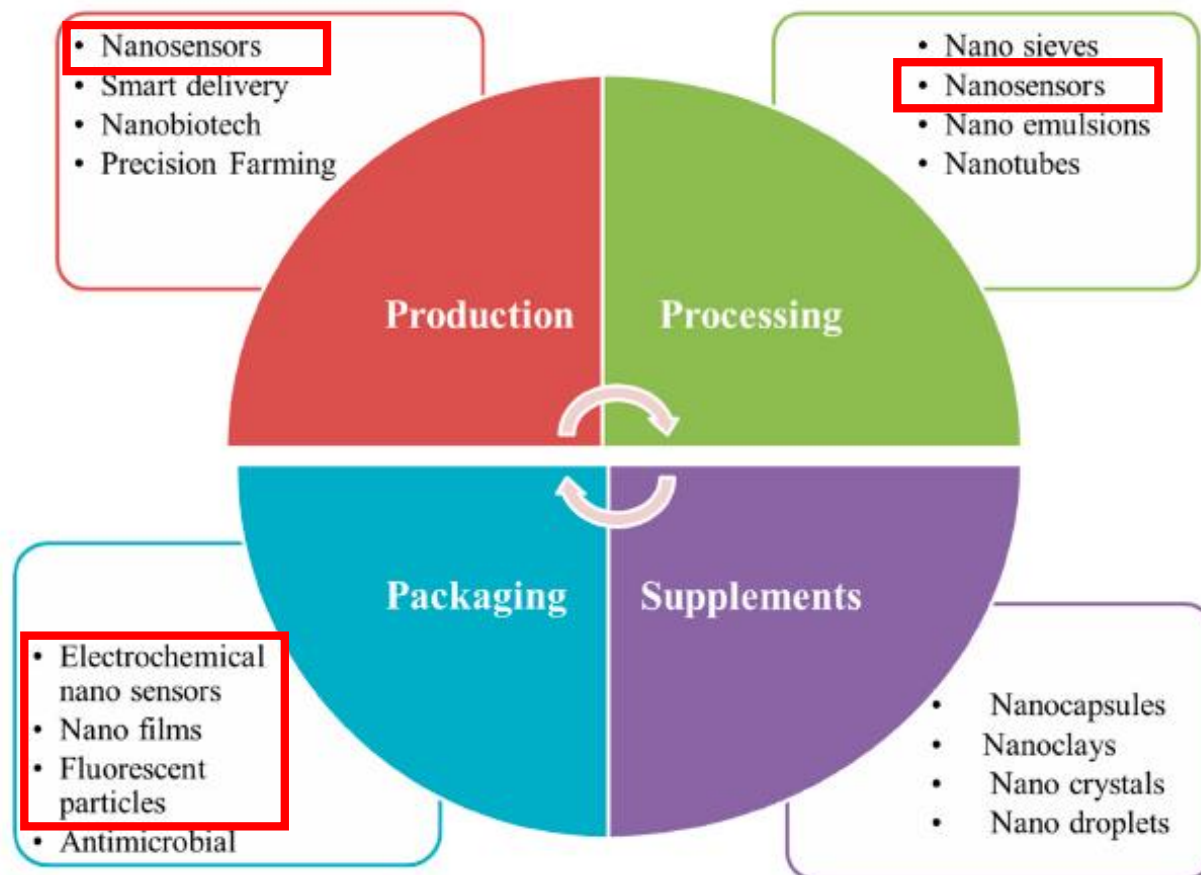 • Nanosensors
• Smart delivery
• Nanobiotech
• Precision Farming
• Nano sieves
• Nanosensors
• Nano emulsions
• Nanotubes
Production
Processing
Packaging
Supplements
• Electrochemical
nano sensors
• Nano films
• Fluorescent
particles
• Antimicrobial
• Nanocapsules
• Nanoclays
• Nano crystals
• Nano droplets